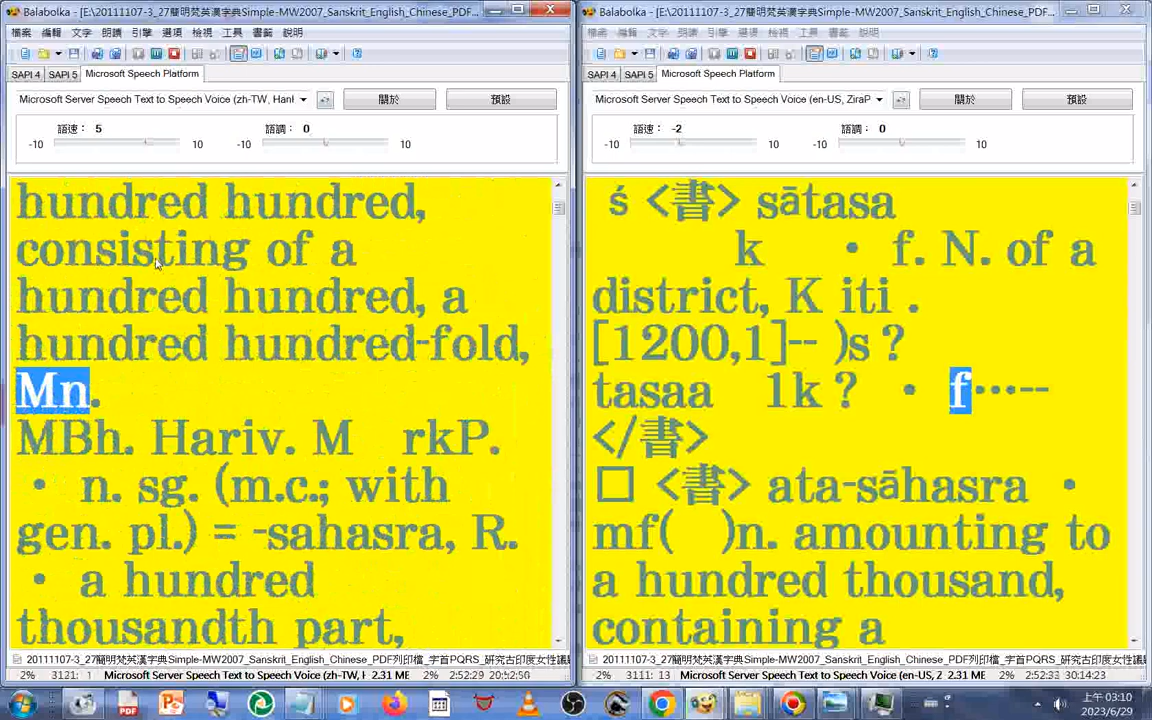 Balabolka - [E:\20111107-3_27簡明梵英漢字典Simple-MW2007_Sanskrit_English_Chinese_PDF...
檔案 編輯 文字 朗讀 引擎 選項 檢視 工具 書籤 說明
SAPI 4 SAPI 5 Microsoft Speech Platform
Microsoft Server Speech Text to Speech Voice (zh-TW, Hanl
關於 預設
語速： 5 語調： 0
-10 10 -10 10
hundred hundred,
consisting of a
hundred hundred, a
hundred hundred-fold,
Mn.
MBh. Hariv. M rkP.
• n. sg. (m.c.; with
gen. pl.) = -sahasra, R.
• a hundred
thousandth part,
20111107-3_27簡明梵英漢字典Simple-MW2007_Sanskrit_English_Chinese_PDF列印檔_字首PQRS_研究古印度女性議
2% 3121: 1 Microsoft Server Speech Text to Speech Voice (zh-TW, H 2.31 ME 2% 2:52:29
Balabolka - [E:\20111107-3_27簡明梵英漢字典Simple-MW2007_Sanskrit_English_Chinese_PDF...
檔案 編輯 文字 朗讀 引擎 選項 檢視 工具 書籤 說明
SAPI 4 SAPI 5 Microsoft Speech Platform
Microsoft Server Speech Text to Speech Voice (en-US, ZiraP
關於 預設
語速： -2 語調： 0
-10 10 -10 10
ś <書> sātasa
k • f. N. of a
district, K iti .
[1200,1]-- )s ?
tasaa 1k ? • f…--
</書>
□ <書> ata-sāhasra •
mf( )n. amounting to
a hundred thousand,
containing a
20111107-3_27簡明梵英漢字典Simple-MW2007_Sanskrit_English_Chinese_PDF列印檔_字首PQRS_研究古印度女性議
2% 3111: 13 Microsoft Server Speech Text to Speech Voice (en-US, 2 2.31 ME 2% 2:52:33 30:14:23
上午 03:10
2023/6/29